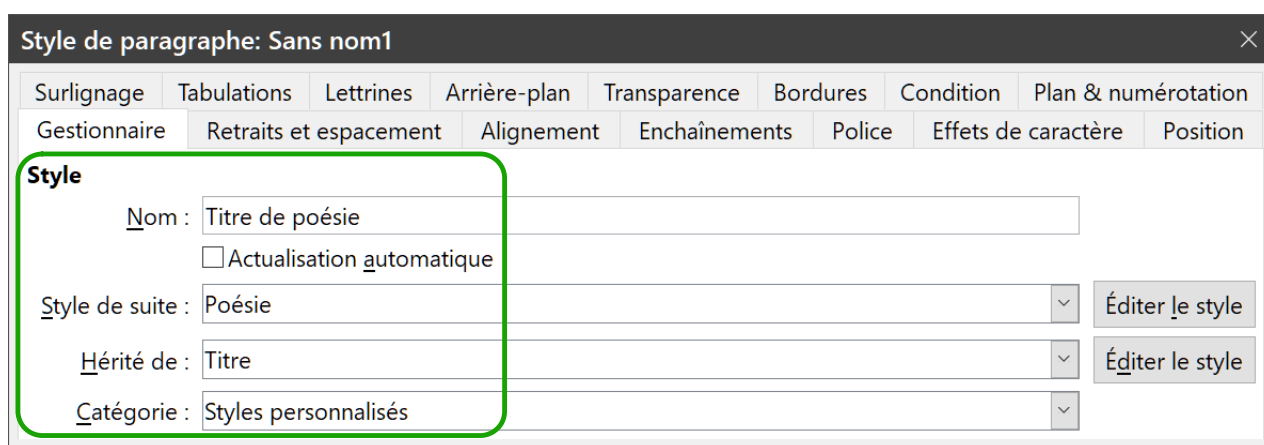 Style de paragraphe: Sans nom1
Surlignage Tabulations Lettrines Arrière-plan Transparence Bordures Condition Plan & numérotation
Gestionnaire Retraits et espacement Alignement Enchaînements Police Effets de caractère Position
Style
Nom : Titre de poésie
Actualisation automatique
Style de suite : Poésie Éditer le style
Hérité de : Titre Éditer le style
Catégorie : Styles personnalisés